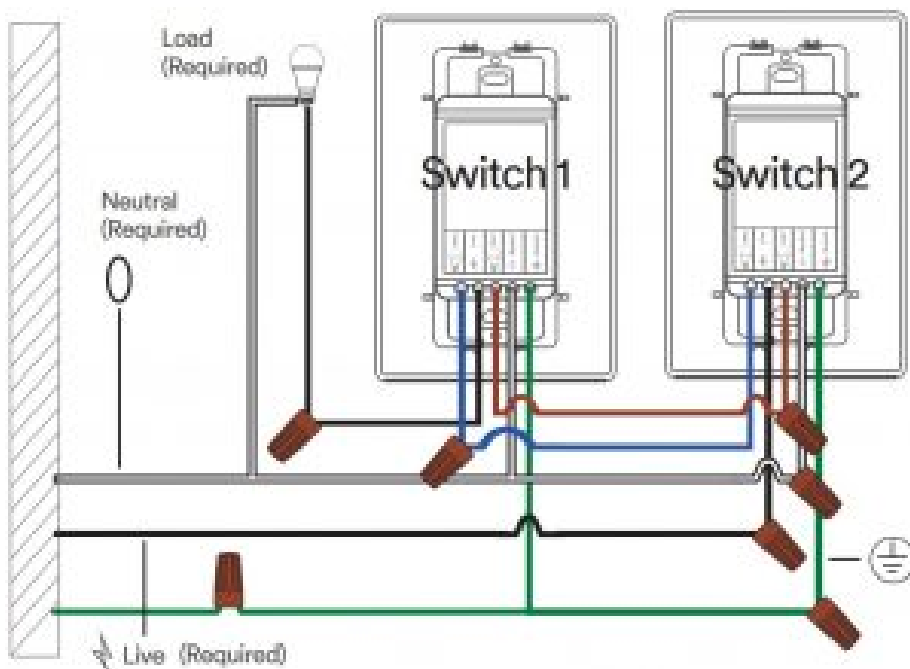 Load
(Required)
Switch 1
Switch 2
Neutral
(Required)
Live (Required)